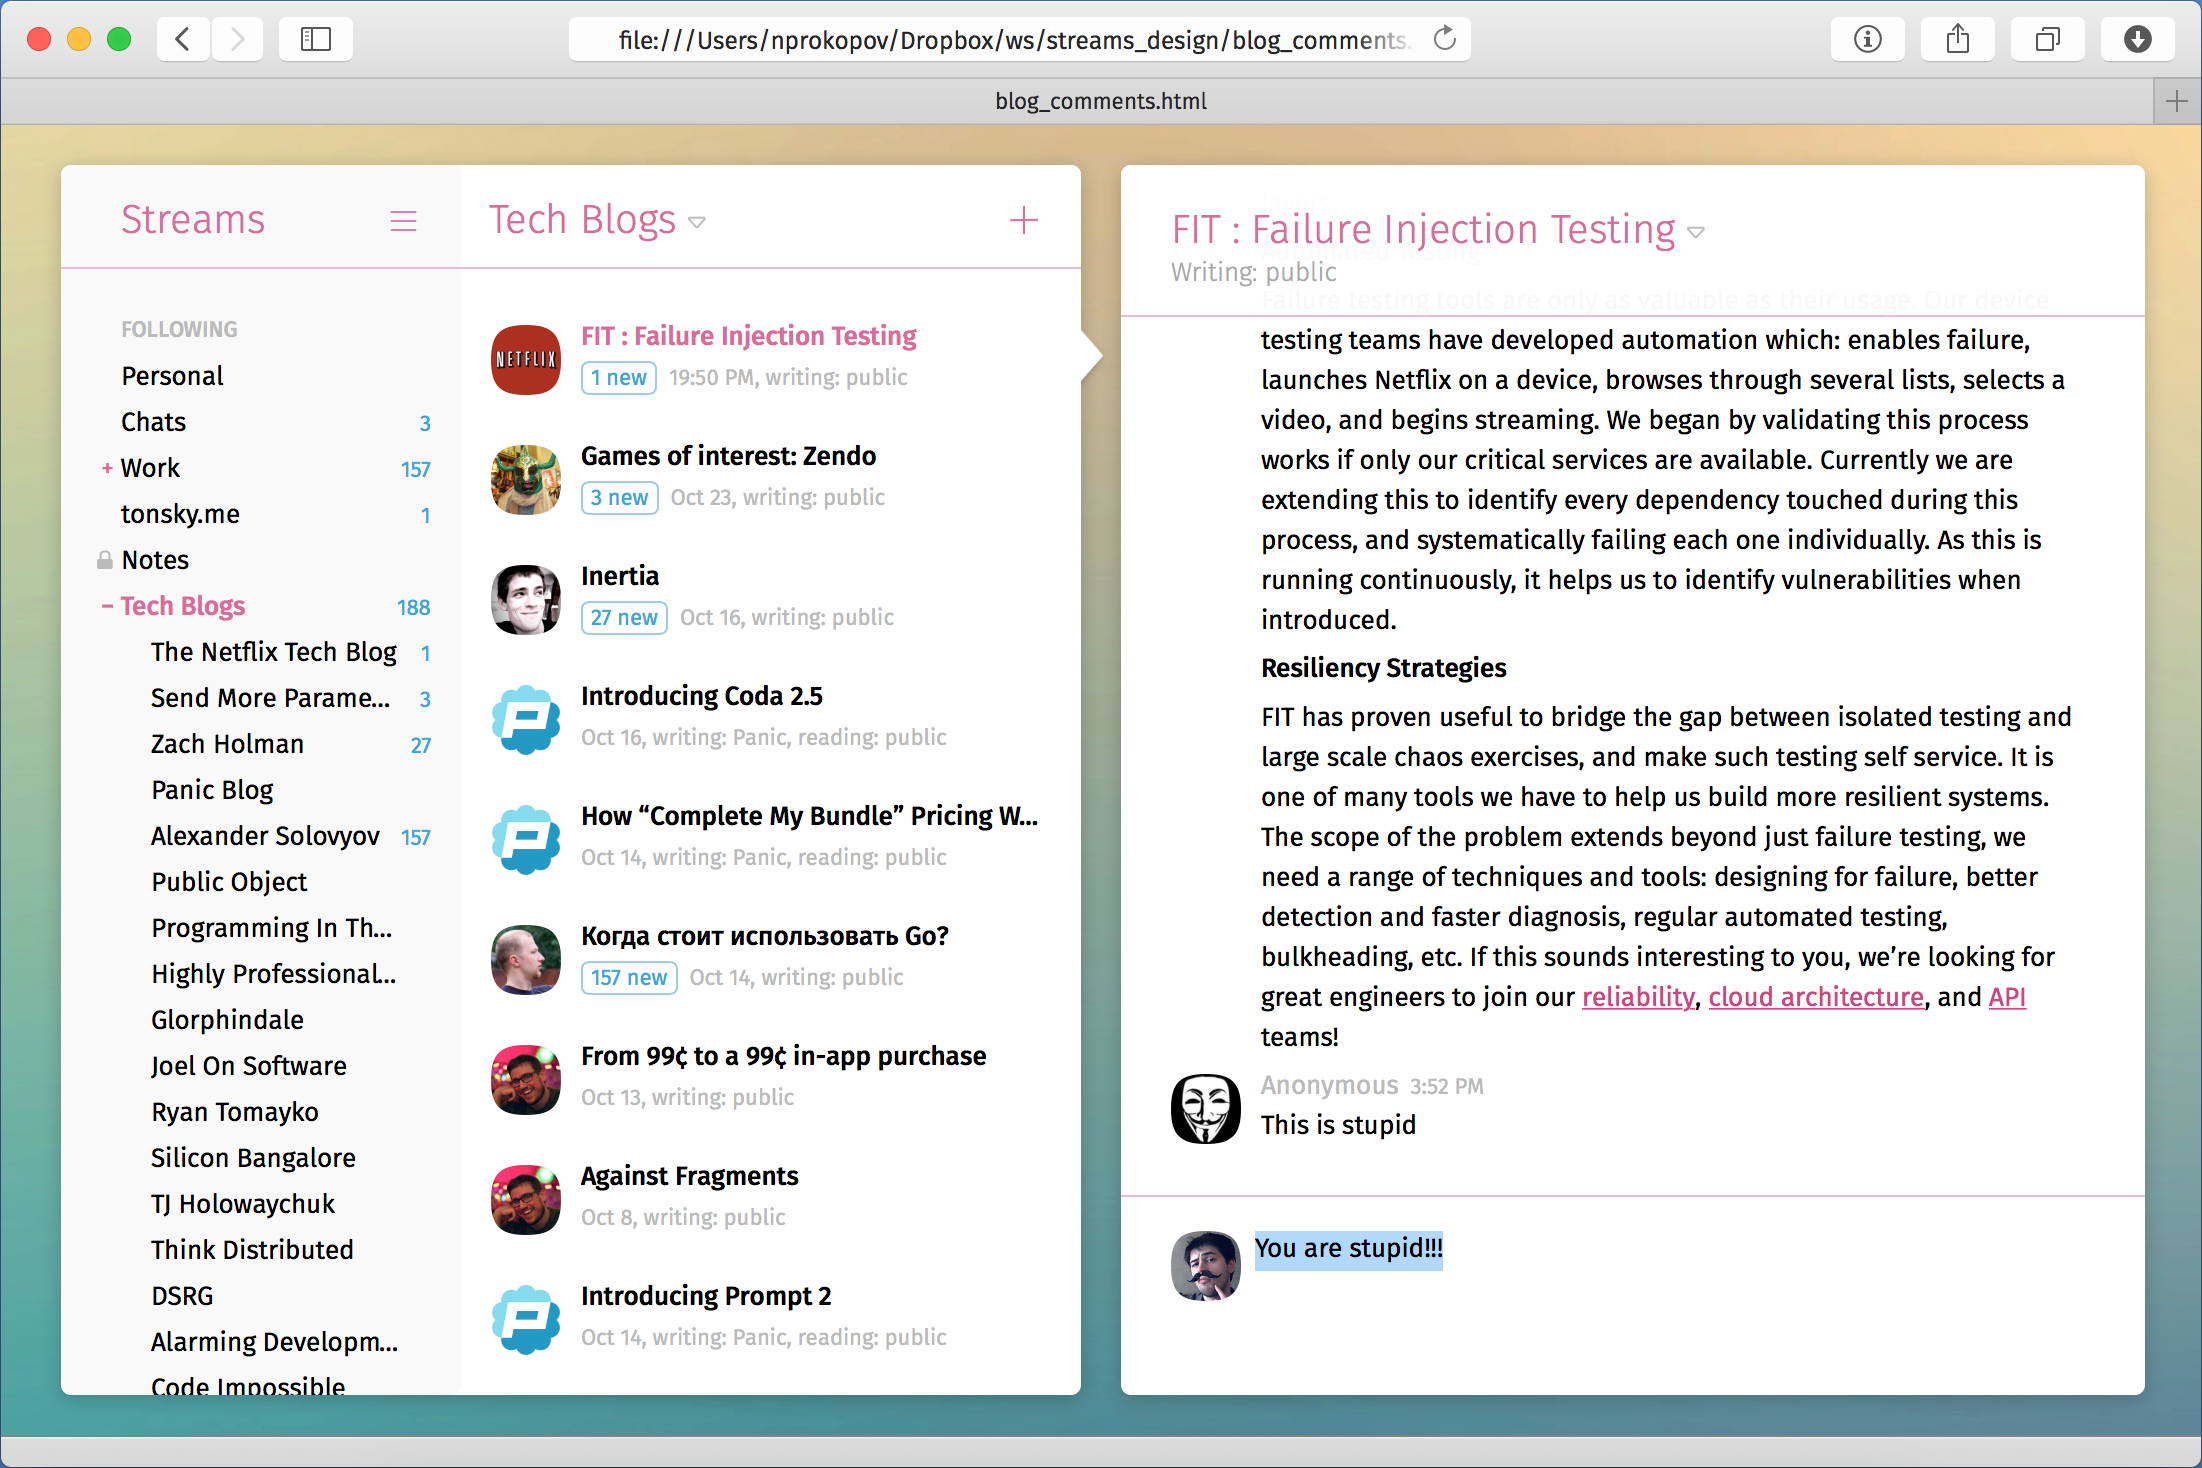 file:///Users/nprokopov/Dropbox/ws/streams_design/blog_comments.
blog_comments.html
Streams
FOLLOWING
Personal
Chats 3
+ Work 157
tonsky.me 1
Notes
– Tech Blogs 188
The Netflix Tech Blog 1
Send More Parame... 3
Zach Holman 27
Panic Blog
Alexander Solovyov 157
Public Object
Programming In Th...
Highly Professional...
Glorphindale
Joel On Software
Ryan Tomayko
Silicon Bangalore
TJ Holowaychuk
Think Distributed
DSRG
Alarming Developm...
Code Impossible
Tech Blogs
NETFLIX
FIT : Failure Injection Testing
1 new 19:50 PM, writing: public
Games of interest: Zendo
3 new Oct 23, writing: public
Inertia
27 new Oct 16, writing: public
Introducing Coda 2.5
Oct 16, writing: Panic, reading: public
How “Complete My Bundle” Pricing W...
Oct 14, writing: Panic, reading: public
Когда стоит использовать Go?
157 new Oct 14, writing: public
From 99¢ to a 99¢ in-app purchase
Oct 13, writing: public
Against Fragments
Oct 8, writing: public
Introducing Prompt 2
Oct 14, writing: Panic, reading: public
FIT : Failure Injection Testing
Automated Testing
Writing: public
Failure testing tools are only as valuable as their usage. Our device
testing teams have developed automation which: enables failure,
launches Netflix on a device, browses through several lists, selects a
video, and begins streaming. We began by validating this process
works if only our critical services are available. Currently we are
extending this to identify every dependency touched during this
process, and systematically failing each one individually. As this is
running continuously, it helps us to identify vulnerabilities when
introduced.
Resiliency Strategies
FIT has proven useful to bridge the gap between isolated testing and
large scale chaos exercises, and make such testing self service. It is
one of many tools we have to help us build more resilient systems.
The scope of the problem extends beyond just failure testing, we
need a range of techniques and tools: designing for failure, better
detection and faster diagnosis, regular automated testing,
bulkheading, etc. If this sounds interesting to you, we’re looking for
great engineers to join our reliability, cloud architecture, and API
teams!
Anonymous 3:52 PM
This is stupid
You are stupid!!!